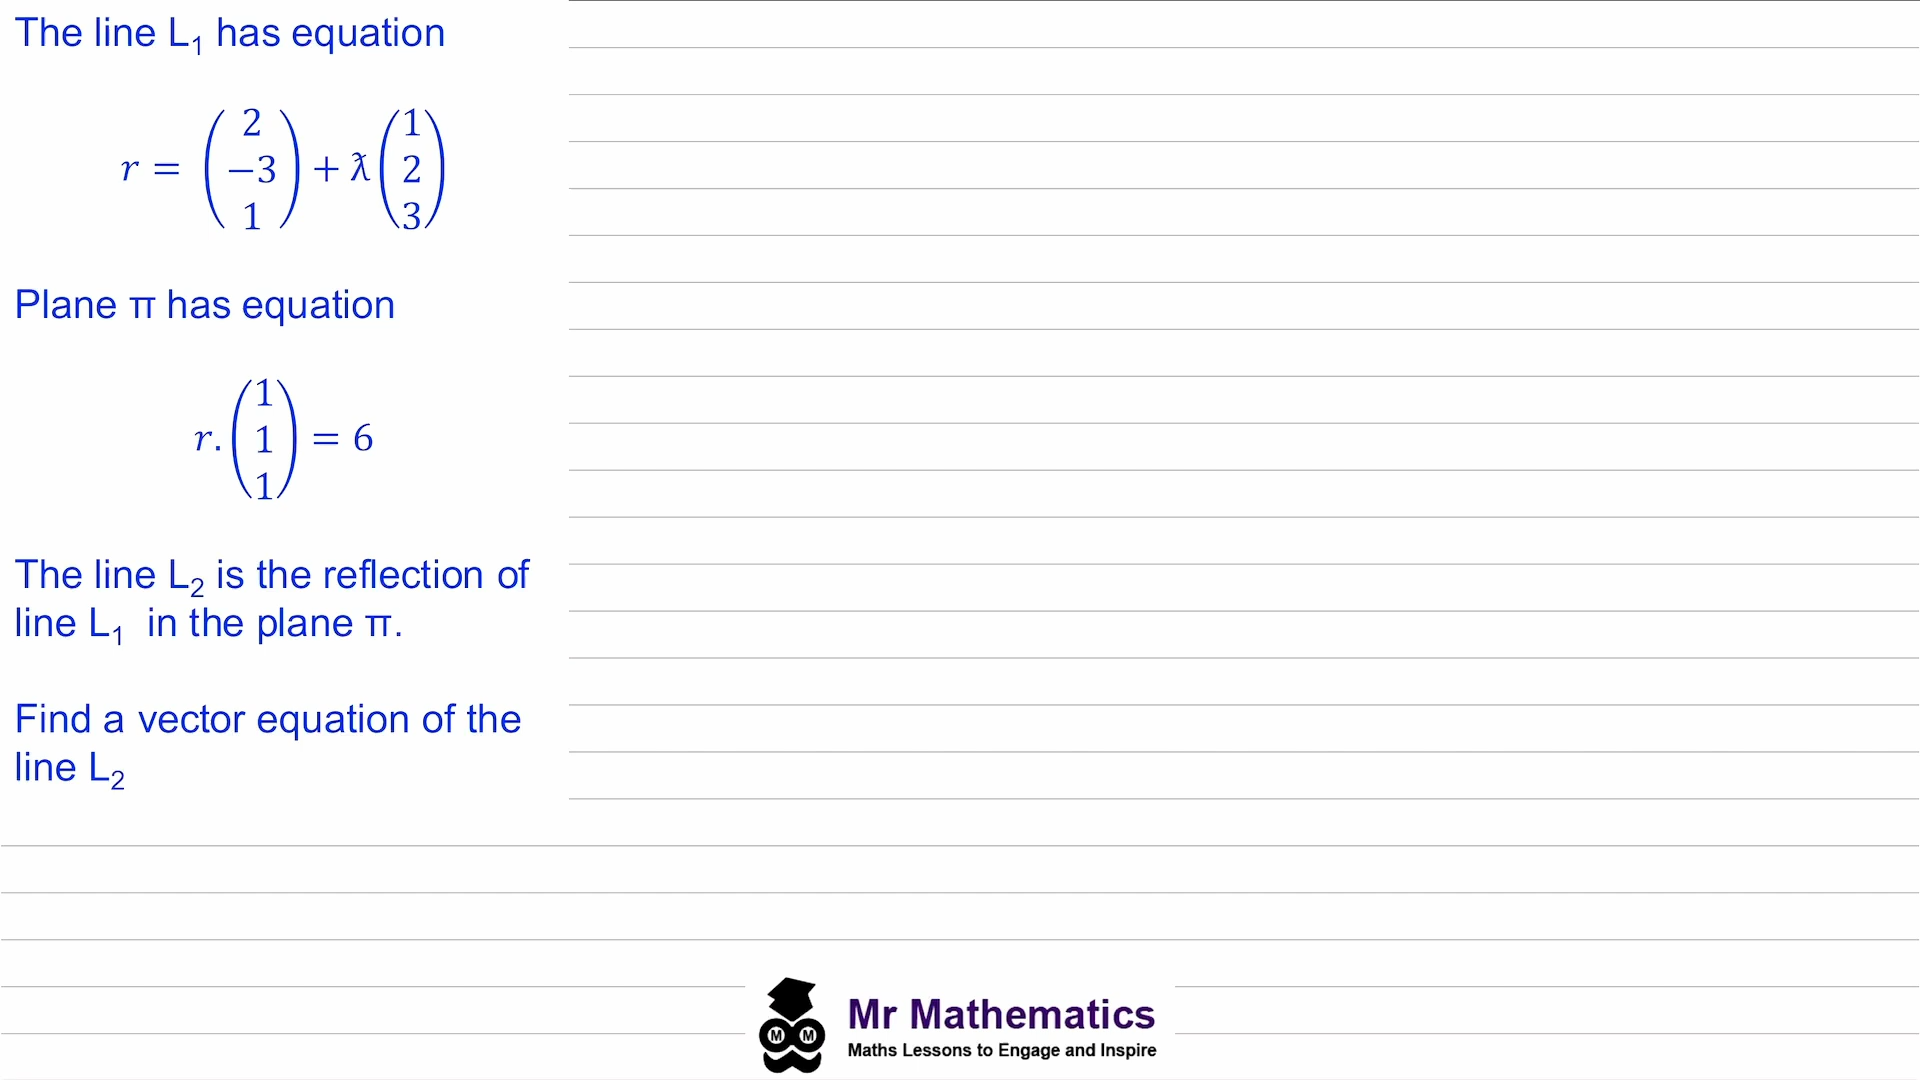 The line L₁ has equation
r = (2 −3 1) + λ(1 2 3)
Plane π has equation
r.(1 1 1) = 6
The line L₂ is the reflection of
line L₁ in the plane π.
Find a vector equation of the
line L₂
M M
Mr Mathematics
Maths Lessons to Engage and Inspire